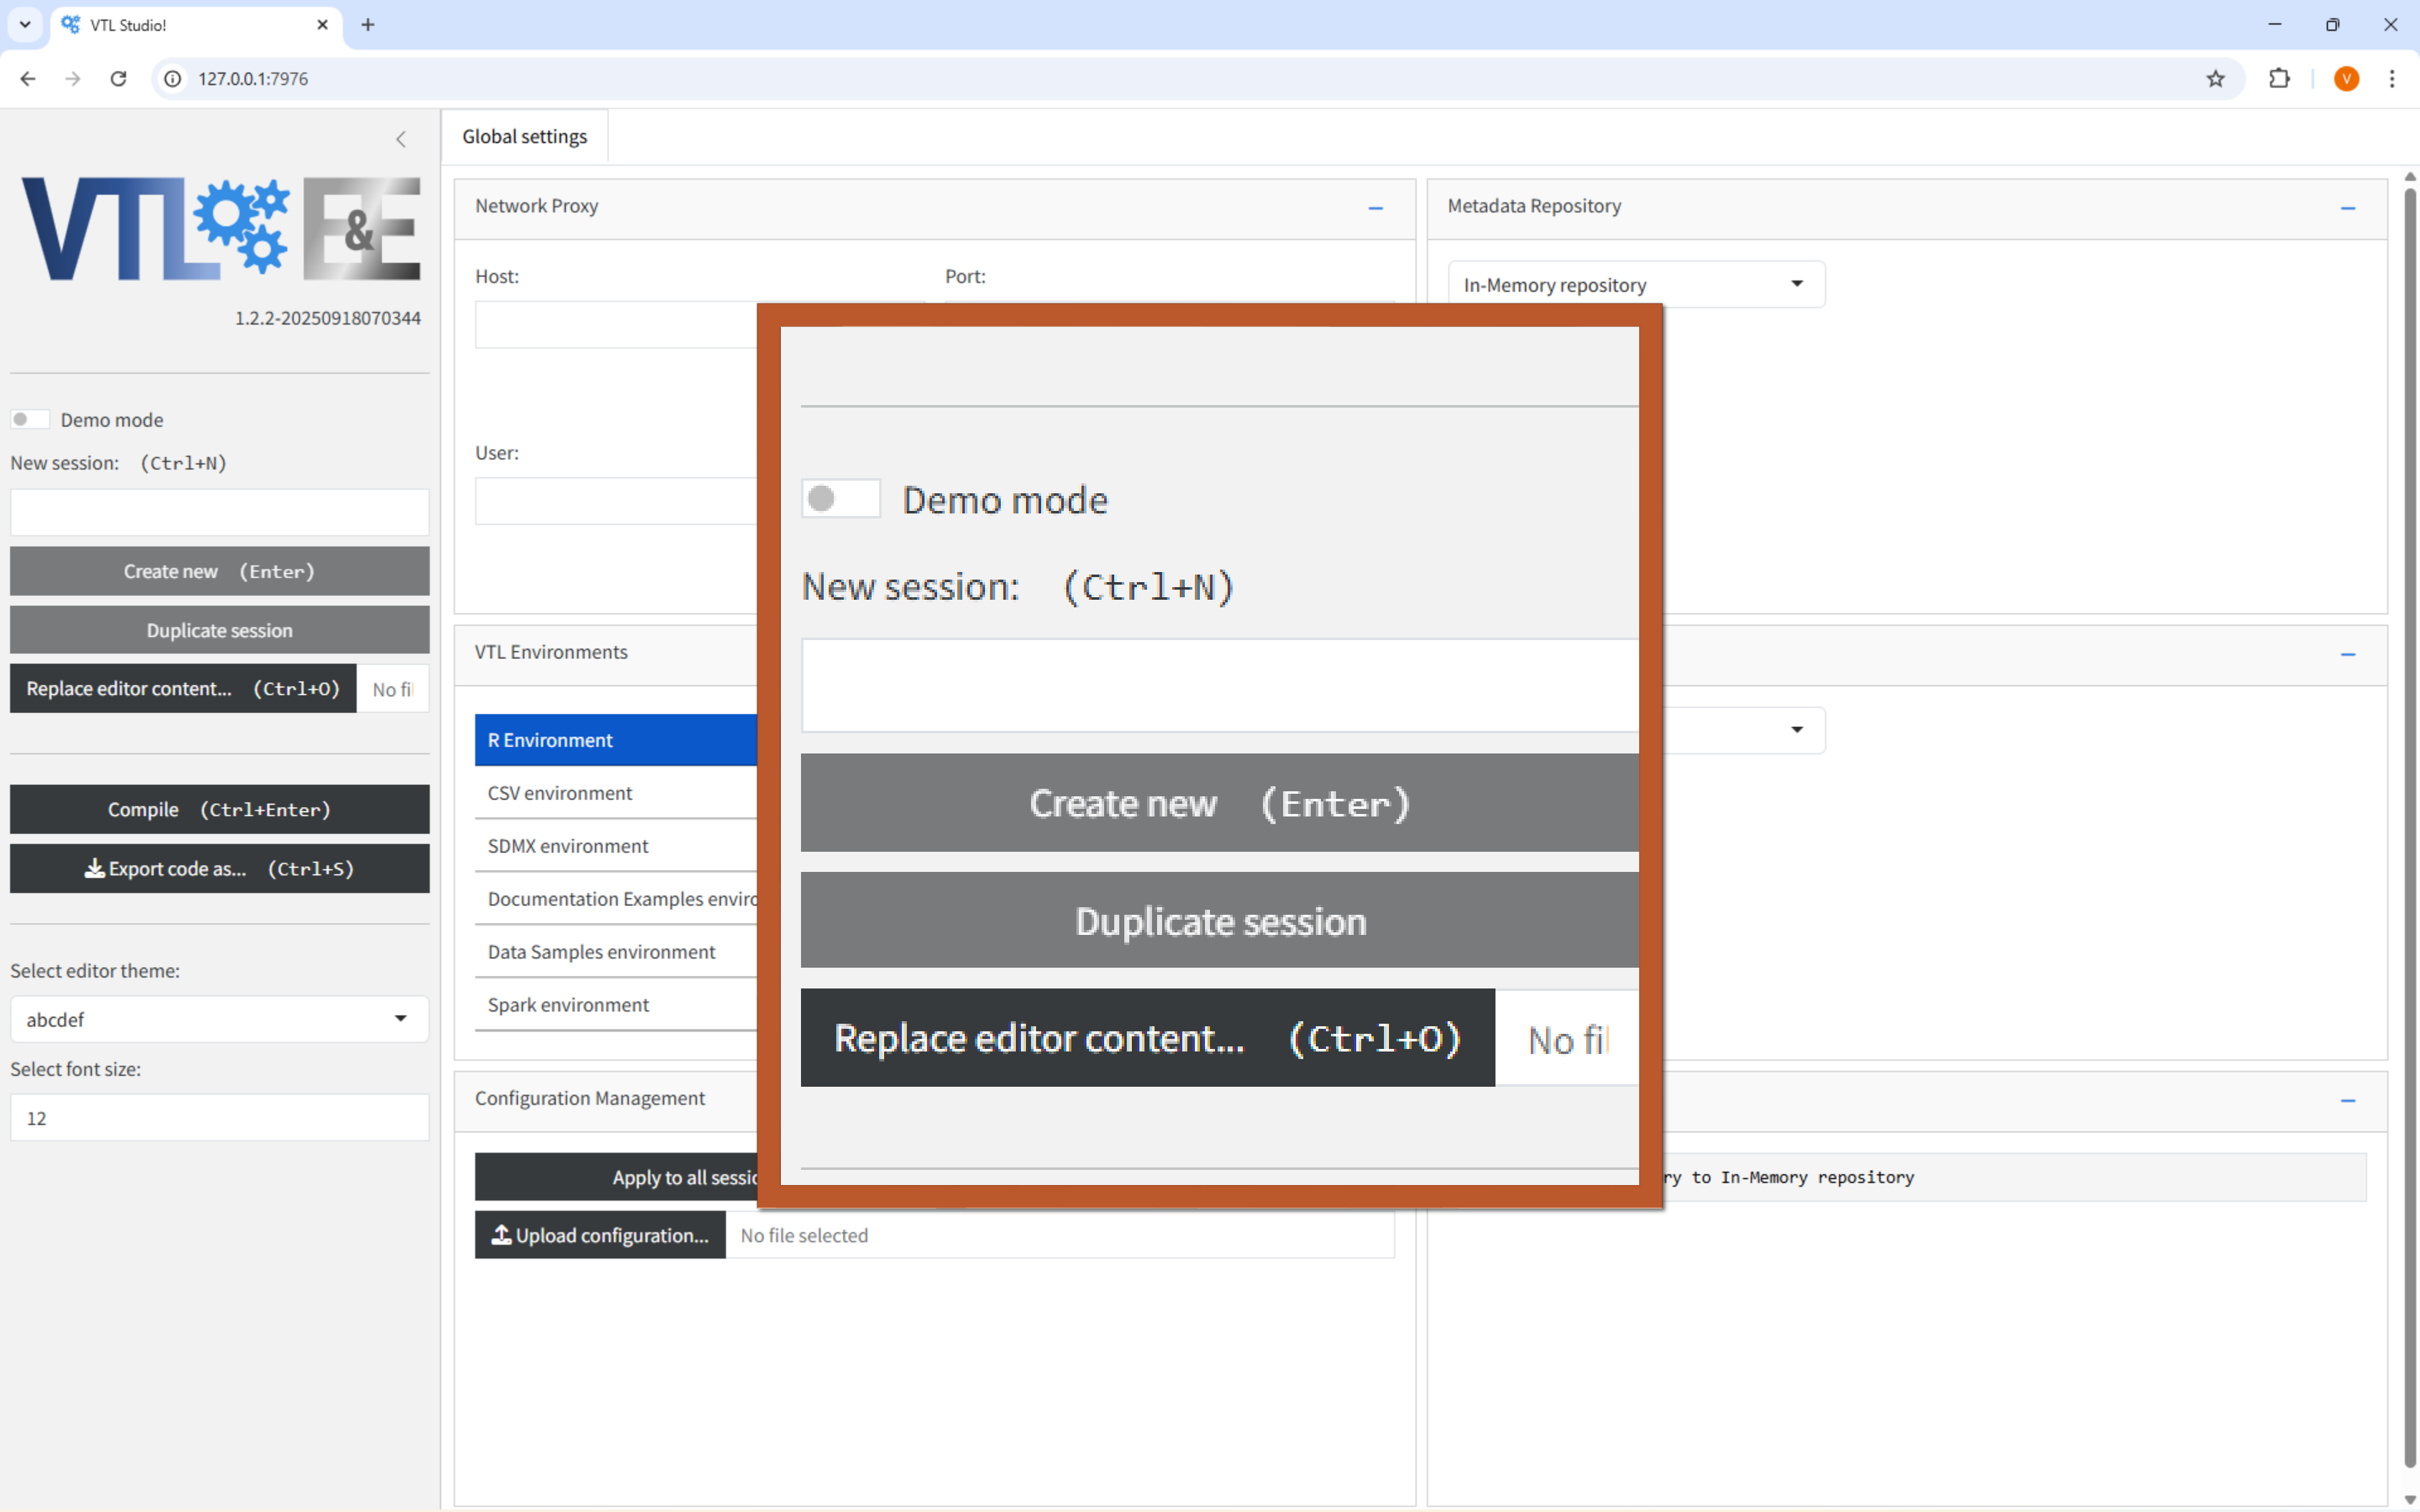 VTL Studio!
127.0.0.1:7976
VTL E&E
1.2.2-20250918070344
Demo mode
New session: (Ctrl+N)
Create new (Enter)
Duplicate session
Replace editor content... (Ctrl+O) No fi
Compile (Ctrl+Enter)
Export code as... (Ctrl+S)
Select editor theme:
abcdef
Select font size:
12
Global settings
Network Proxy
Host: Port:
User:
Metadata Repository
In-Memory repository
VTL Environments
R Environment
CSV environment
SDMX environment
Documentation Examples enviro
Data Samples environment
Spark environment
Configuration Management
Apply to all sessio
Upload configuration... No file selected
ry to In-Memory repository
Demo mode
New session: (Ctrl+N)
Create new (Enter)
Duplicate session
Replace editor content... (Ctrl+O) No fil
V